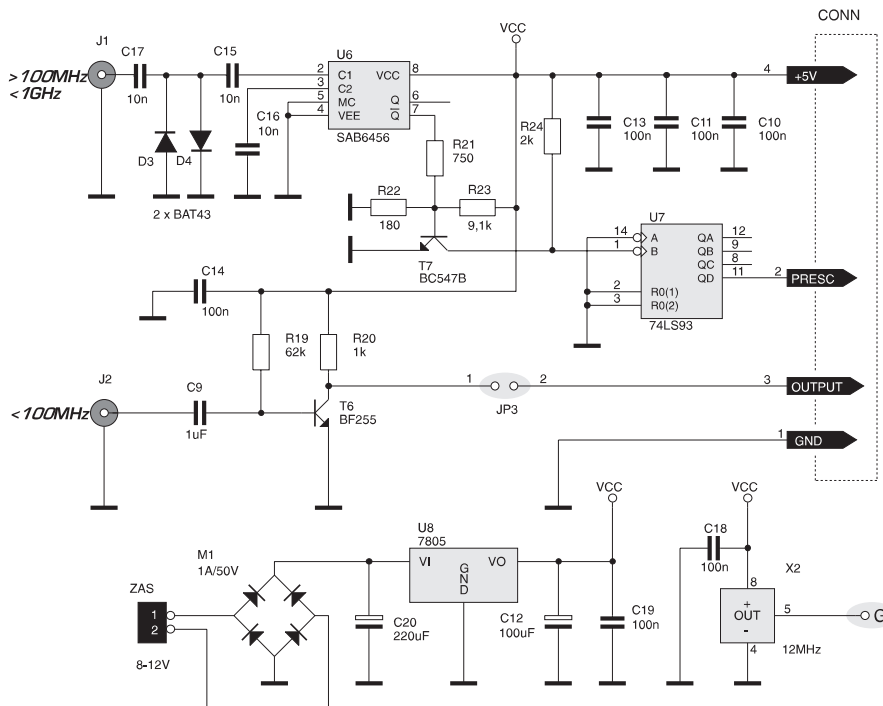 CONN
J1
C17
C15
U6
VCC
>100MHz
<1GHz
10n
10n
2
C1
VCC
8
4
+5V
3
C2
5
MC
Q
6
4
VEE
Q
7
C16
10n
SAB6456
D3
D4
2 x BAT43
R21
750
R24
2k
C13
100n
C11
100n
C10
100n
R22
180
R23
9,1k
T7
BC547B
U7
14
A
QA
12
1
B
QB
9
QC
8
QD
11
2
PRESC
2
R0(1)
3
R0(2)
74LS93
C14
100n
R19
62k
R20
1k
J2
<100MHz
C9
1uF
T6
BF255
1
2
JP3
3
OUTPUT
1
GND
VCC
VCC
U8
7805
VI
GND
VO
M1
1A/50V
ZAS
1
2
8-12V
C20
220uF
C12
100uF
C19
100n
C18
100n
X2
8
+
OUT
-
5
4
12MHz
G